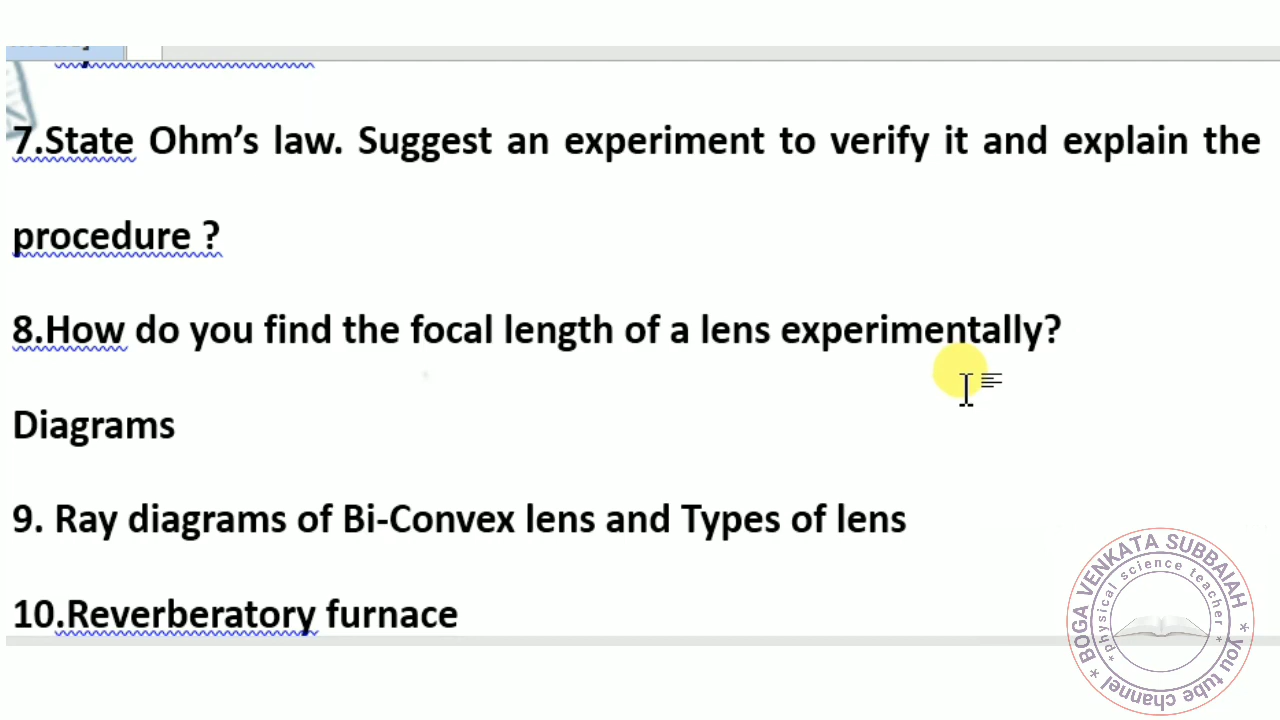 7.State Ohm’s law. Suggest an experiment to verify it and explain the
procedure ?
8.How do you find the focal length of a lens experimentally?
Diagrams
9. Ray diagrams of Bi-Convex lens and Types of lens
10.Reverberatory furnace
* BOGA VENKATA SUBBAIAH * you tube channel
* physical science teacher *